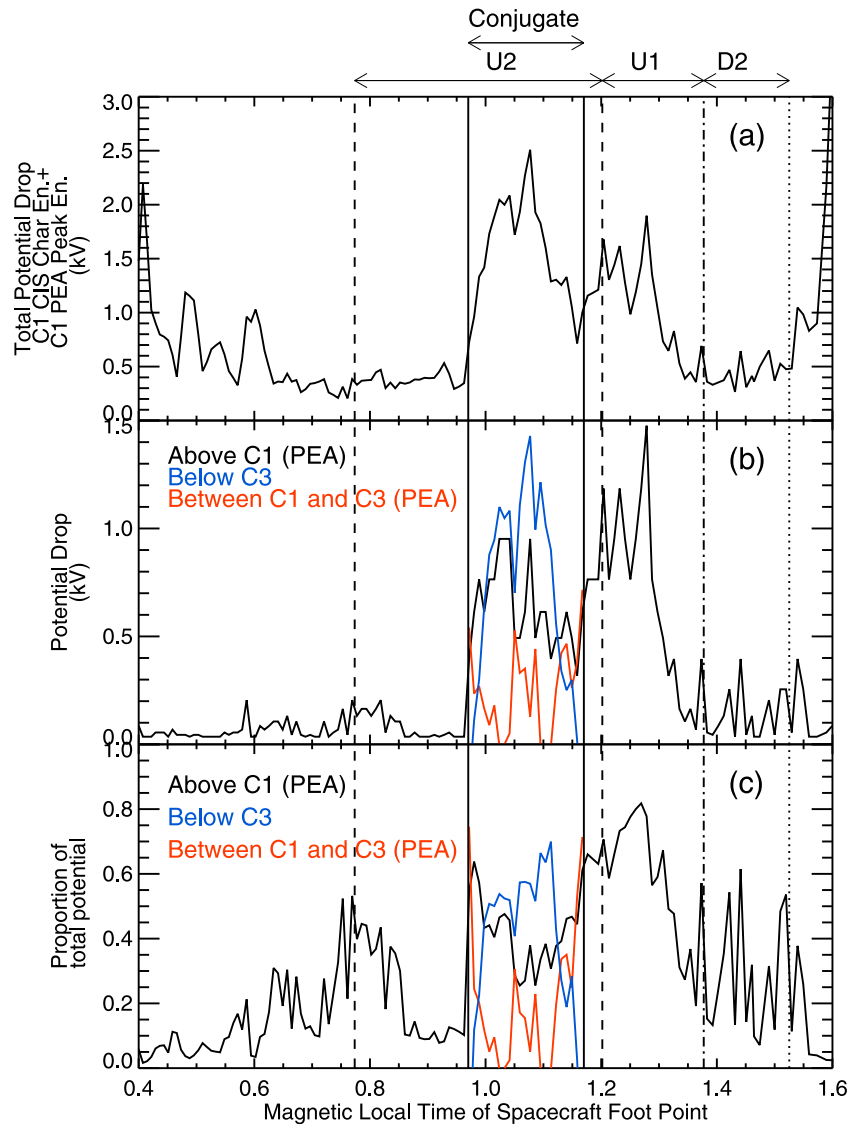 Conjugate
U2 U1 D2
(a)
Total Potential Drop
C1 CIS Char En.+
C1 PEA Peak En.
(kV)
3.0
2.5
2.0
1.5
1.0
0.5
0.0
(b)
Above C1 (PEA)
Below C3
Between C1 and C3 (PEA)
Potential Drop
(kV)
1.5
1.0
0.5
0.0
(c)
Above C1 (PEA)
Below C3
Between C1 and C3 (PEA)
Proportion of
total potential
1.0
0.8
0.6
0.4
0.2
0.0
0.4 0.6 0.8 1.0 1.2 1.4 1.6
Magnetic Local Time of Spacecraft Foot Point